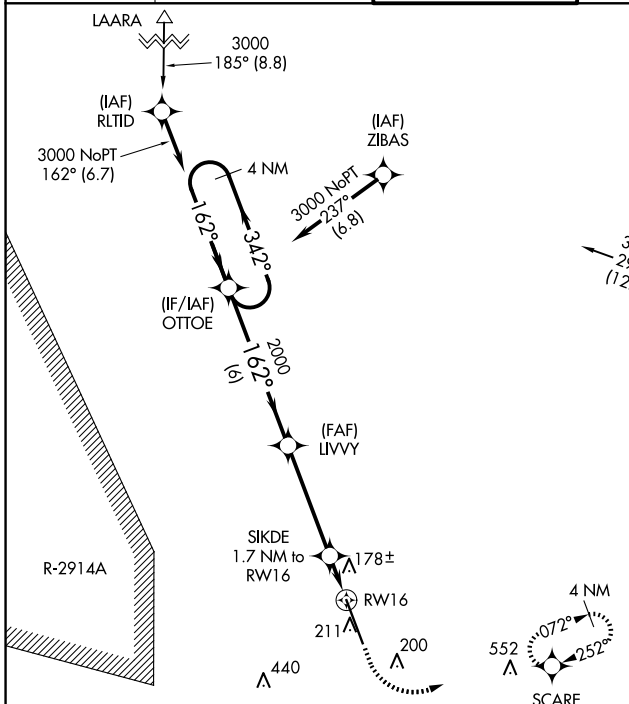 LAARA
3000
185° (8.8)
(IAF)
RLTID
(IAF)
ZIBAS
3000 NoPT
162° (6.7)
4 NM
3000 NoPT
237°
(6.8)
162°
342°
(IF/IAF)
OTTOE
2000
162°
(6)
(FAF)
LIVVY
SIKDE
1.7 NM to
RW16
178±
R-2914A
RW16
211
200
440
552
4 NM
072°
252°
SCARF